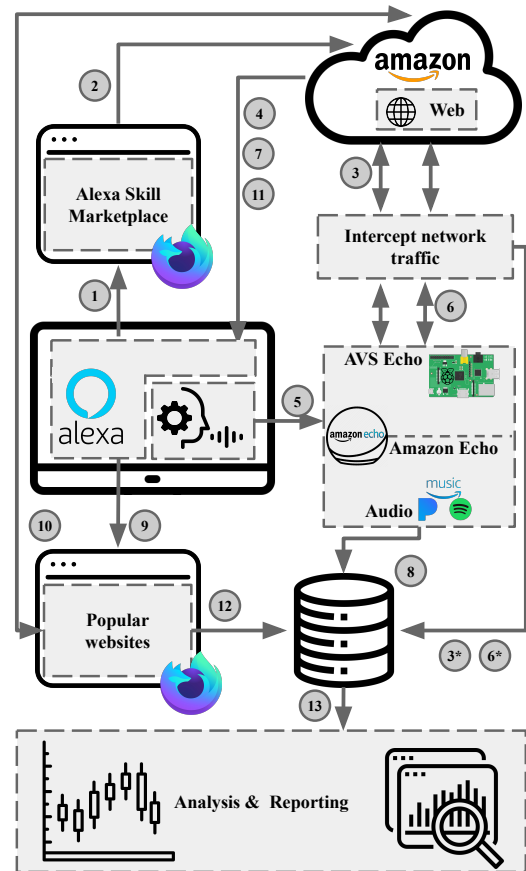 amazon
Web
2
4
7
11
3
Alexa Skill
Marketplace
Intercept network
traffic
1
6
AVS Echo
alexa
5
amazon echo
Amazon Echo
music
Audio
10
9
8
Popular
websites
12
3*
6*
13
Analysis & Reporting